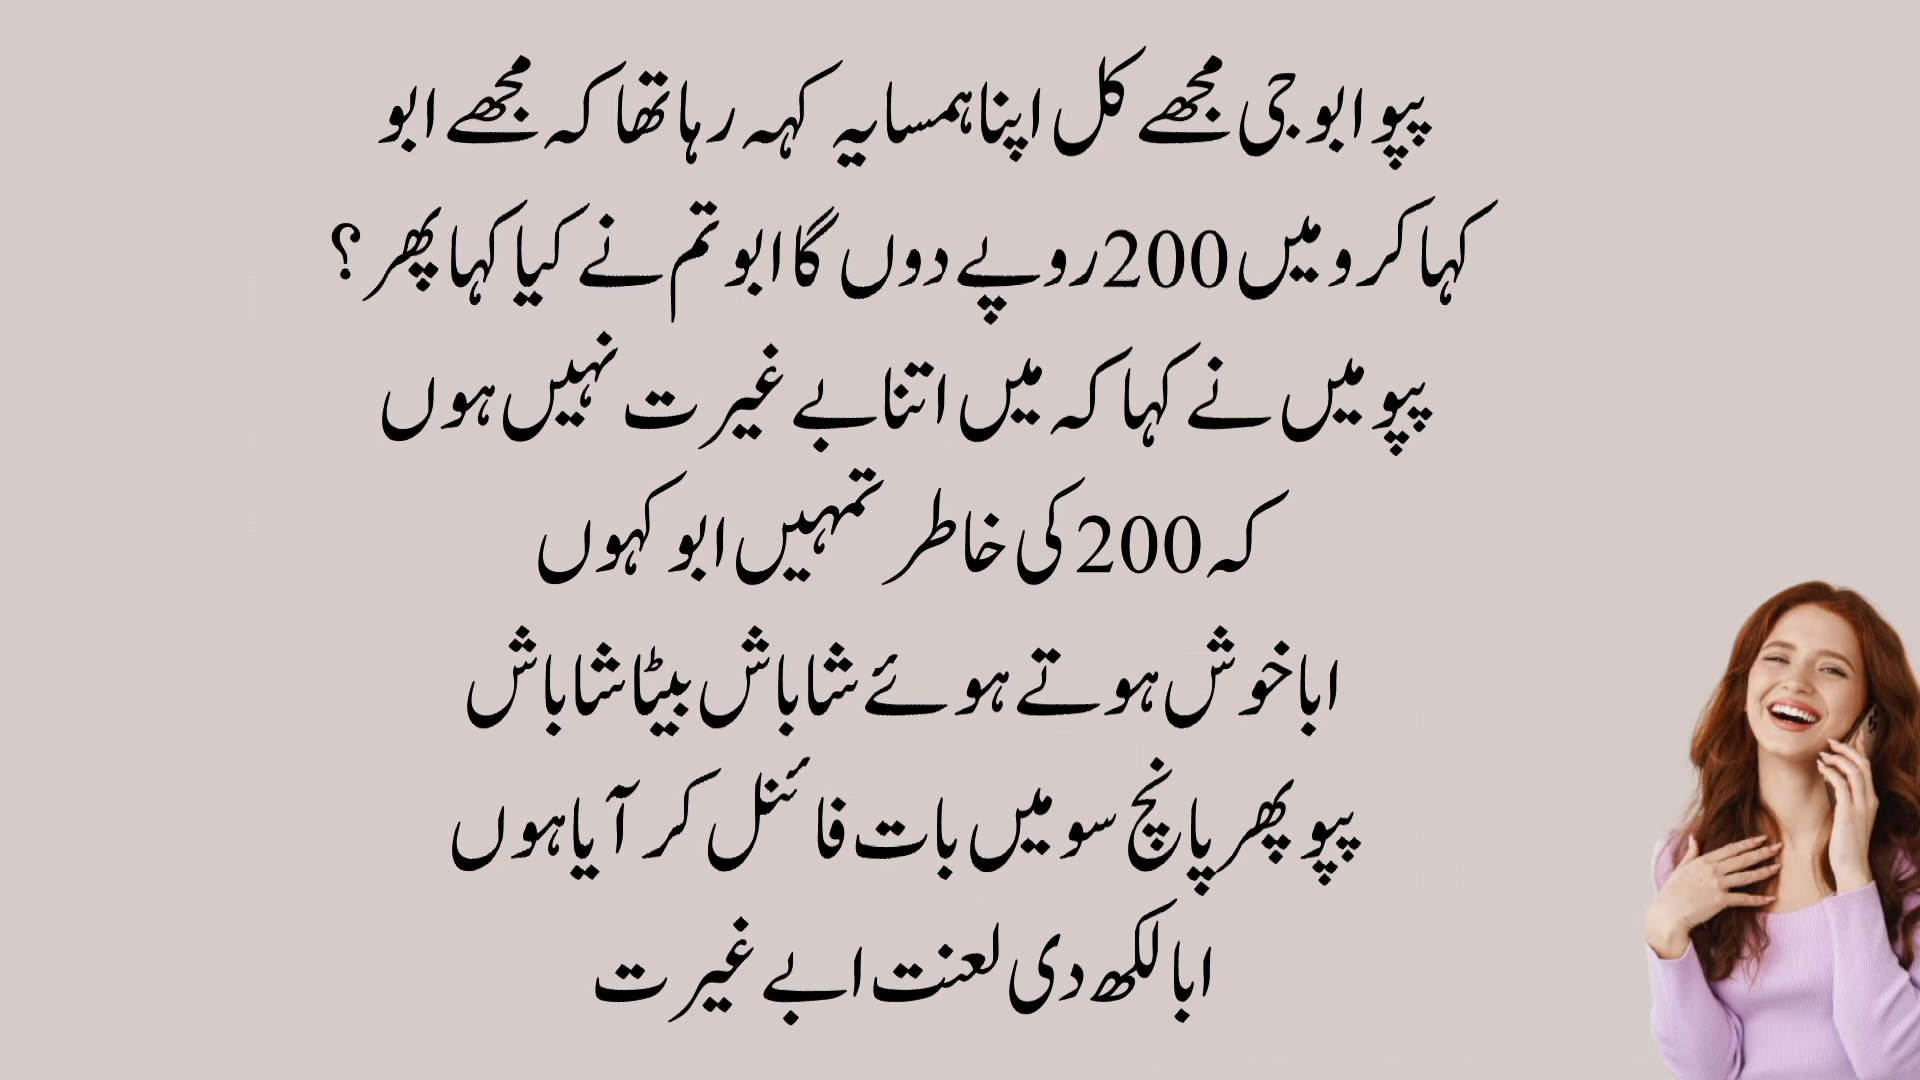 پپو ابو جی مجھے کل اپنا ہمسایہ کہہ رہا تھا کہ مجھے ابو
کہا کرو میں 200 روپے دوں گا ابو تم نے کیا کہا پھر ؟
پپو میں نے کہا کہ میں اتنا بے غیرت نہیں ہوں
کہ 200 کی خاطر تمہیں ابو کہوں
ابا خوش ہوتے ہوئے شاباش بیٹا شاباش
پپو پھر پانچ سو میں بات فائنل کر آیا ہوں
ابا لکھ دی لعنت اے بے غیرت